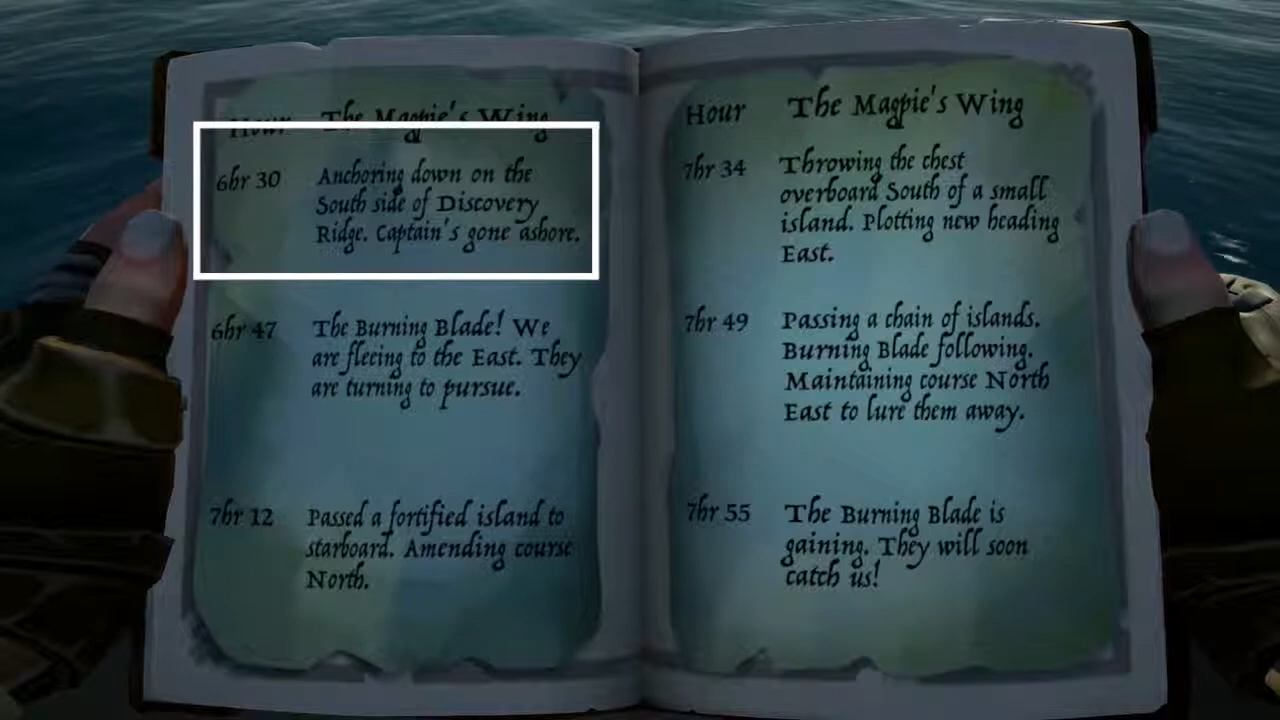 Hour The Magpie's Wing
6hr 30 Anchoring down on the
South side of Discovery
Ridge. Captain's gone ashore.
6hr 47 The Burning Blade! We
are fleeing to the East. They
are turning to pursue.
7hr 12 Passed a fortified island to
starboard. Amending course
North.
Hour The Magpie's Wing
7hr 34 Throwing the chest
overboard South of a small
island. Plotting new heading
East.
7hr 49 Passing a chain of islands.
Burning Blade following.
Maintaining course North
East to lure them away.
7hr 55 The Burning Blade is
gaining. They will soon
catch us!